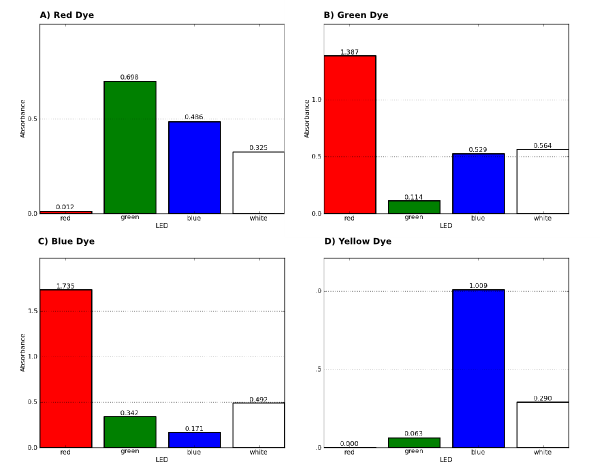 A) Red Dye
Absorbance
0.5
0.0
0.012
0.698
0.486
0.325
red
green
blue
white
LED
B) Green Dye
Absorbance
1.0
0.5
0.0
1.387
0.114
0.529
0.564
red
green
blue
white
LED
C) Blue Dye
Absorbance
1.5
1.0
0.5
0.0
1.735
0.342
0.171
0.492
red
green
blue
white
LED
D) Yellow Dye
.0
.5
.0
0.000
0.063
1.009
0.290
red
green
blue
white
LED